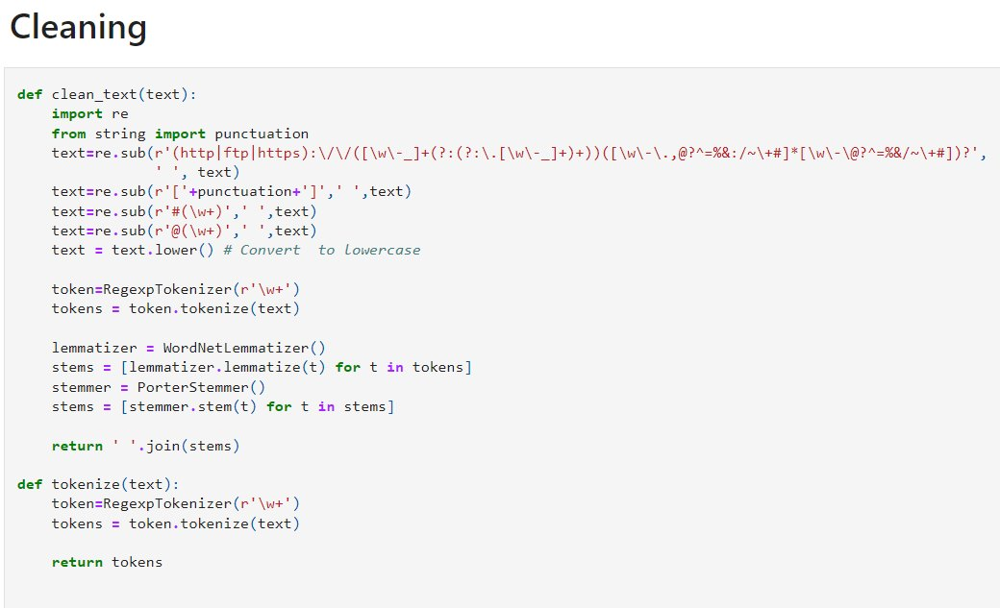 Cleaning
def clean_text(text):
    import re
    from string import punctuation
    text=re.sub(r'(http|ftp|https):\/\/([\w\-_]+(?:(?:\.[\w\-_]+)+))([\w\-\.,@?^=%&:/~\+#]*[\w\-\@?^=%&/~\+#])?',
                ' ', text)
    text=re.sub(r'['+punctuation+']',' ',text)
    text=re.sub(r'#(\w+)',' ',text)
    text=re.sub(r'@(\w+)',' ',text)
    text = text.lower() # Convert  to lowercase
    token=RegexpTokenizer(r'\w+')
    tokens = token.tokenize(text)
    lemmatizer = WordNetLemmatizer()
    stems = [lemmatizer.lemmatize(t) for t in tokens]
    stemmer = PorterStemmer()
    stems = [stemmer.stem(t) for t in stems]
    return ' '.join(stems)
def tokenize(text):
    token=RegexpTokenizer(r'\w+')
    tokens = token.tokenize(text)
    return tokens